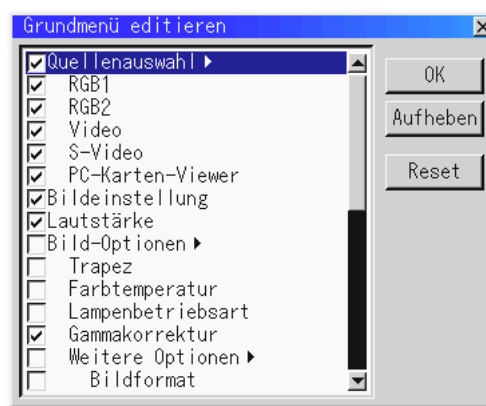 Grundmenü editieren
Quellenauswahl
RGB1
RGB2
Video
S-Video
PC-Karten-Viewer
Bildeinstellung
Lautstärke
Bild-Optionen
Trapez
Farbtemperatur
Lampenbetriebsart
Gammakorrektur
Weitere Optionen
Bildformat
OK
Aufheben
Reset